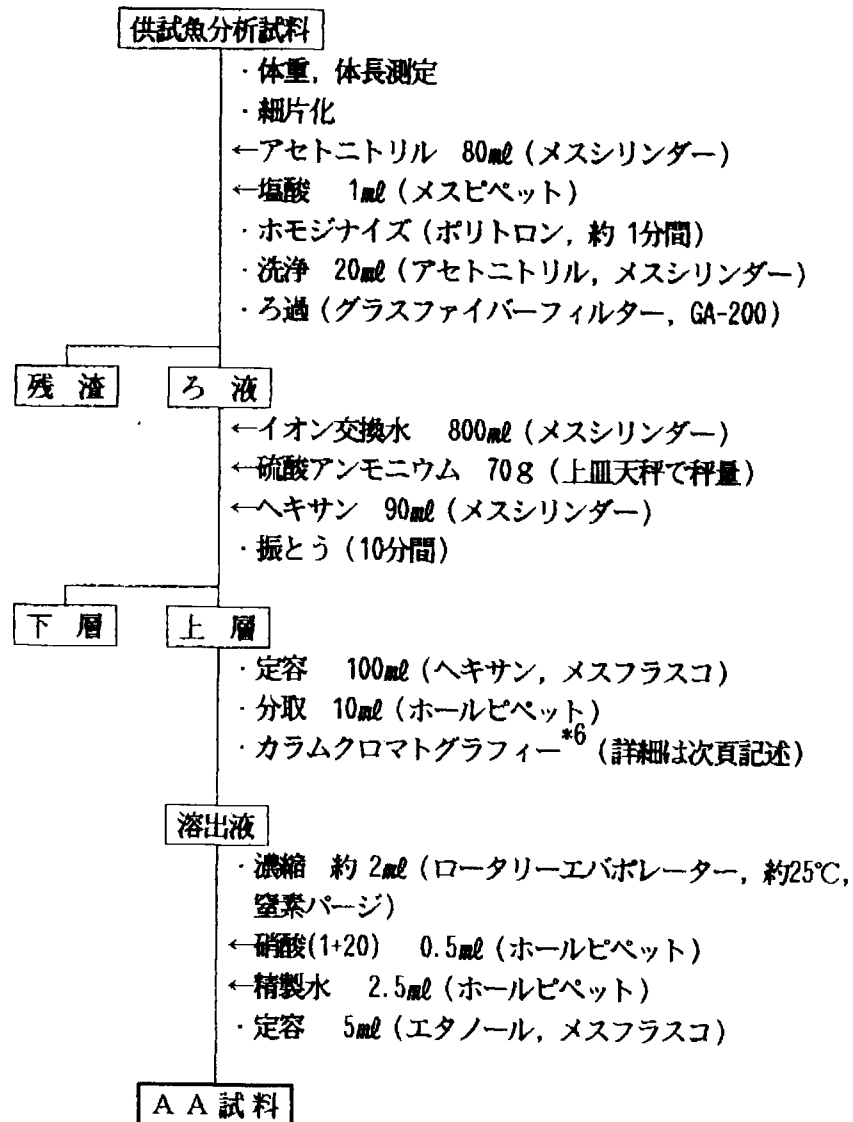 供試魚分析試料
・体重，体長測定
・細片化
←アセトニトリル 80ml（メスシリンダー）
←塩酸 1ml（メスピペット）
・ホモジナイズ（ポリトロン，約 1分間）
・洗浄 20ml（アセトニトリル，メスシリンダー）
・ろ過（グラスファイバーフィルター，GA-200）
残 渣 ろ 液
←イオン交換水 800ml（メスシリンダー）
←硫酸アンモニウム 70g（上皿天秤で秤量）
←ヘキサン 90ml（メスシリンダー）
・振とう（10分間）
下 層 上 層
・定容 100ml（ヘキサン，メスフラスコ）
・分取 10ml（ホールピペット）
・カラムクロマトグラフィー*6（詳細は次頁記述）
溶出液
・濃縮 約 2ml（ロータリーエバポレーター，約25℃，
窒素パージ）
←硝酸(1+20) 0.5ml（ホールピペット）
←精製水 2.5ml（ホールピペット）
・定容 5ml（エタノール，メスフラスコ）
ＡＡ試料